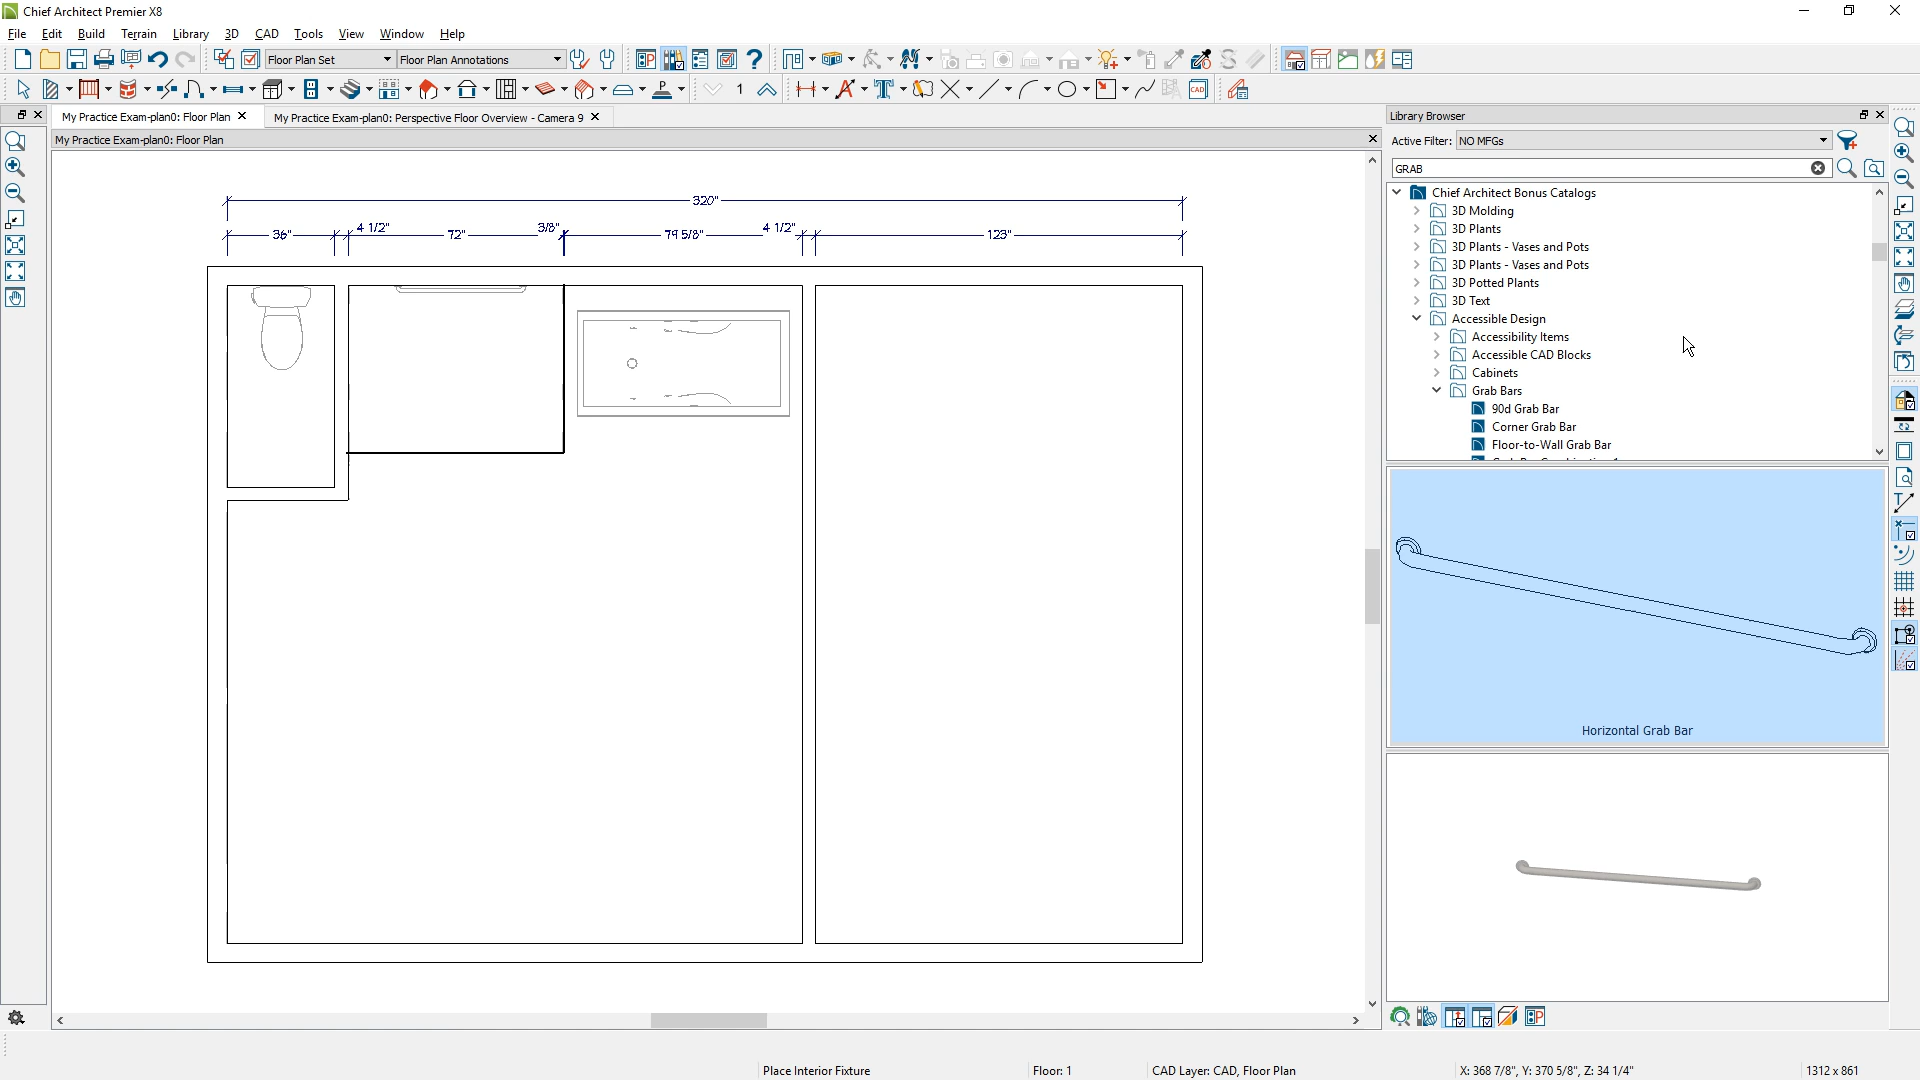 Chief Architect Premier X8
File Edit Build Terrain Library 3D CAD Tools View Window Help
Floor Plan Set Floor Plan Annotations
1 CAD
My Practice Exam-plan0: Floor Plan My Practice Exam-plan0: Perspective Floor Overview - Camera 9
My Practice Exam-plan0: Floor Plan
320"
36" 4 1/2" 72" 3/8" 79 5/8" 4 1/2" 123"
Library Browser
Active Filter: NO MFGs
GRAB
Chief Architect Bonus Catalogs
3D Molding
3D Plants
3D Plants - Vases and Pots
3D Plants - Vases and Pots
3D Potted Plants
3D Text
Accessible Design
Accessibility Items
Accessible CAD Blocks
Cabinets
Grab Bars
90d Grab Bar
Corner Grab Bar
Floor-to-Wall Grab Bar
Horizontal Grab Bar
Place Interior Fixture Floor: 1 CAD Layer: CAD, Floor Plan X: 368 7/8", Y: 370 5/8", Z: 34 1/4" 1312 x 861